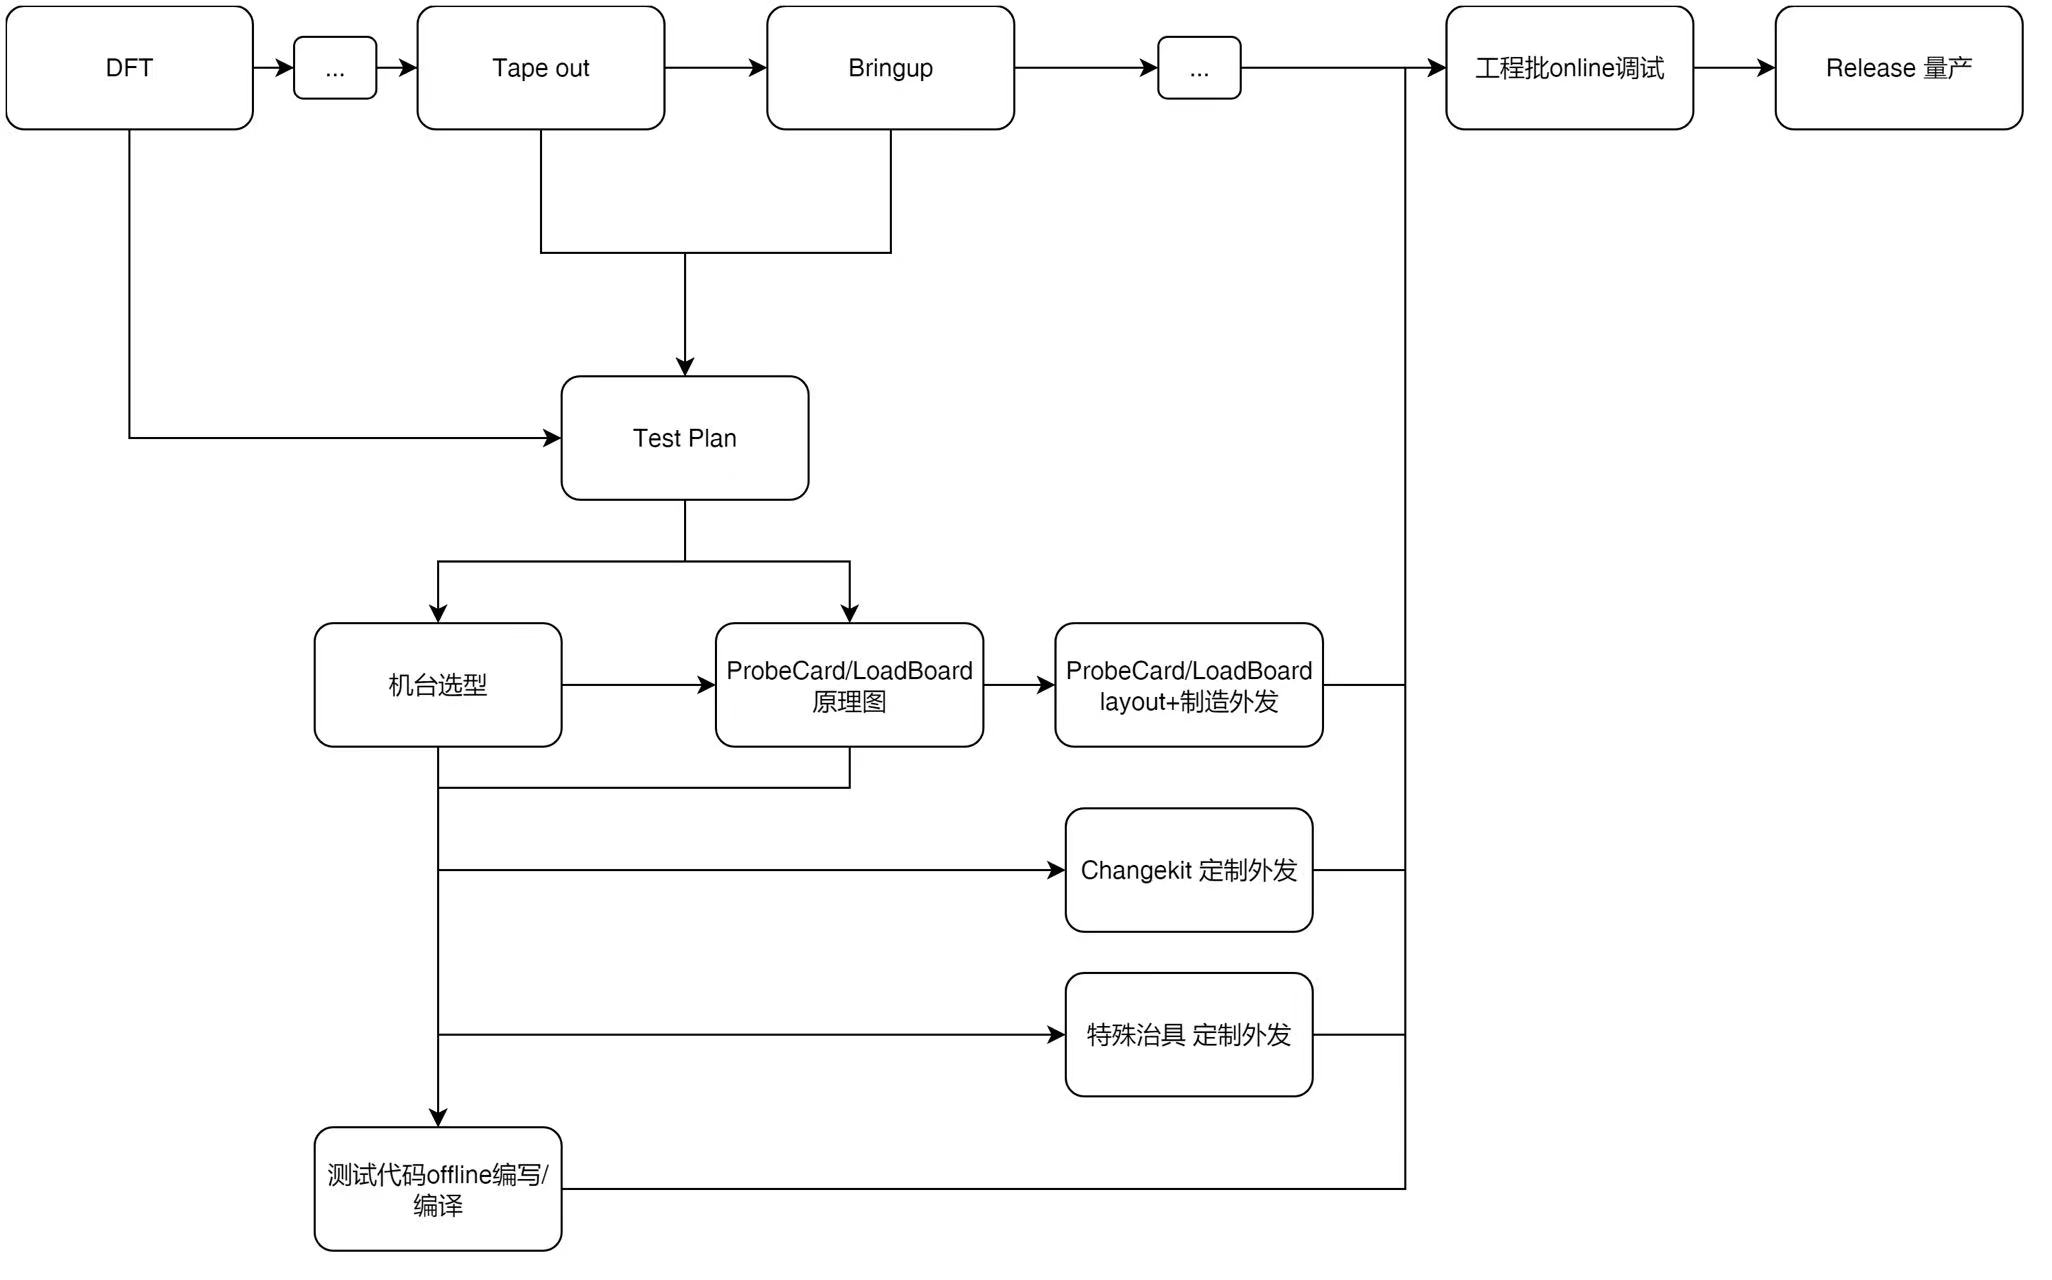 DFT
...
Tape out
Bringup
...
工程批online调试
Release 量产
Test Plan
机台选型
ProbeCard/LoadBoard
原理图
ProbeCard/LoadBoard
layout+制造外发
Changekit 定制外发
特殊治具 定制外发
测试代码offline编写/
编译